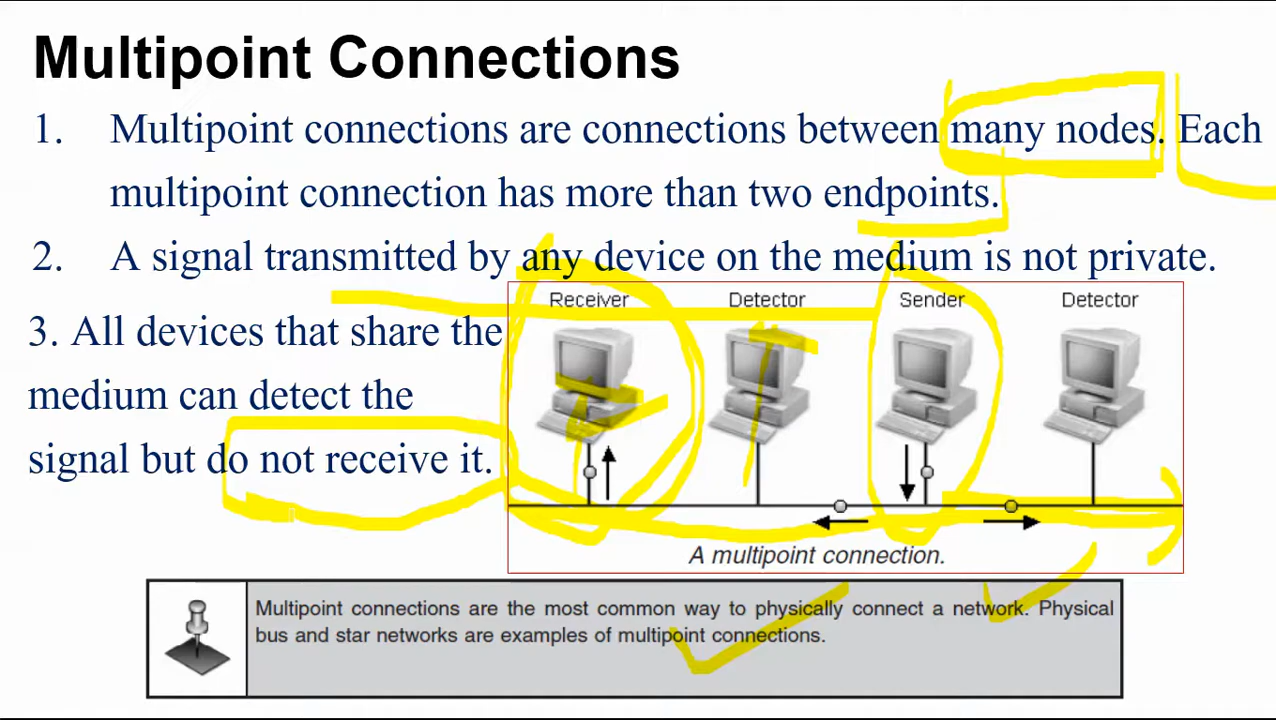 Multipoint Connections
1. Multipoint connections are connections between many nodes. Each
multipoint connection has more than two endpoints.
2. A signal transmitted by any device on the medium is not private.
3. All devices that share the
medium can detect the
signal but do not receive it.
Receiver Detector Sender Detector
A multipoint connection.
Multipoint connections are the most common way to physically connect a network. Physical
bus and star networks are examples of multipoint connections.